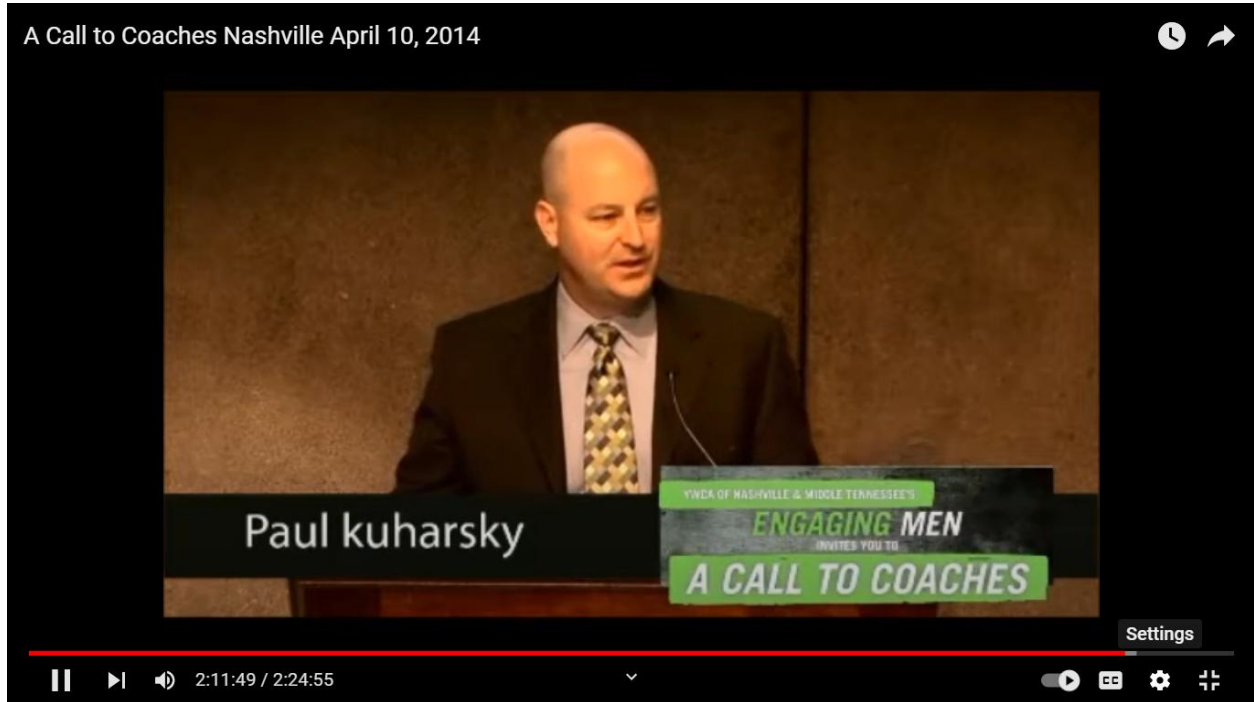 A Call to Coaches Nashville April 10, 2014
Paul kuharsky
YWCA OF NASHVILLE & MIDDLE TENNESSEE'S
ENGAGING MEN
INVITES YOU TO
A CALL TO COACHES
Settings
2:11:49 / 2:24:55
CC